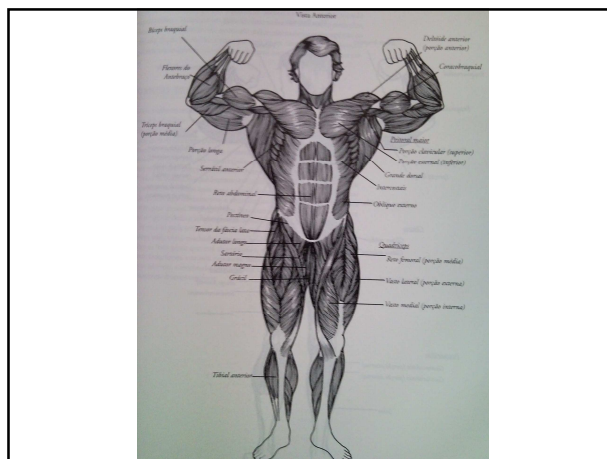 Vista Anterior
Bíceps braquial
Flexores do
Antebraço
Tríceps braquial
(porção média)
Porção longa
Serrátil anterior
Reto abdominal
Pectíneo
Tensor da fáscia lata
Adutor longo
Sartório
Adutor magno
Grácil
Tibial anterior
Deltóide anterior
(porção anterior)
Coracobraquial
Peitoral maior
Porção clavicular (superior)
Porção esternal (inferior)
Grande dorsal
Intercostais
Oblíquo externo
Quadríceps
Reto femoral (porção média)
Vasto lateral (porção externa)
Vasto medial (porção interna)